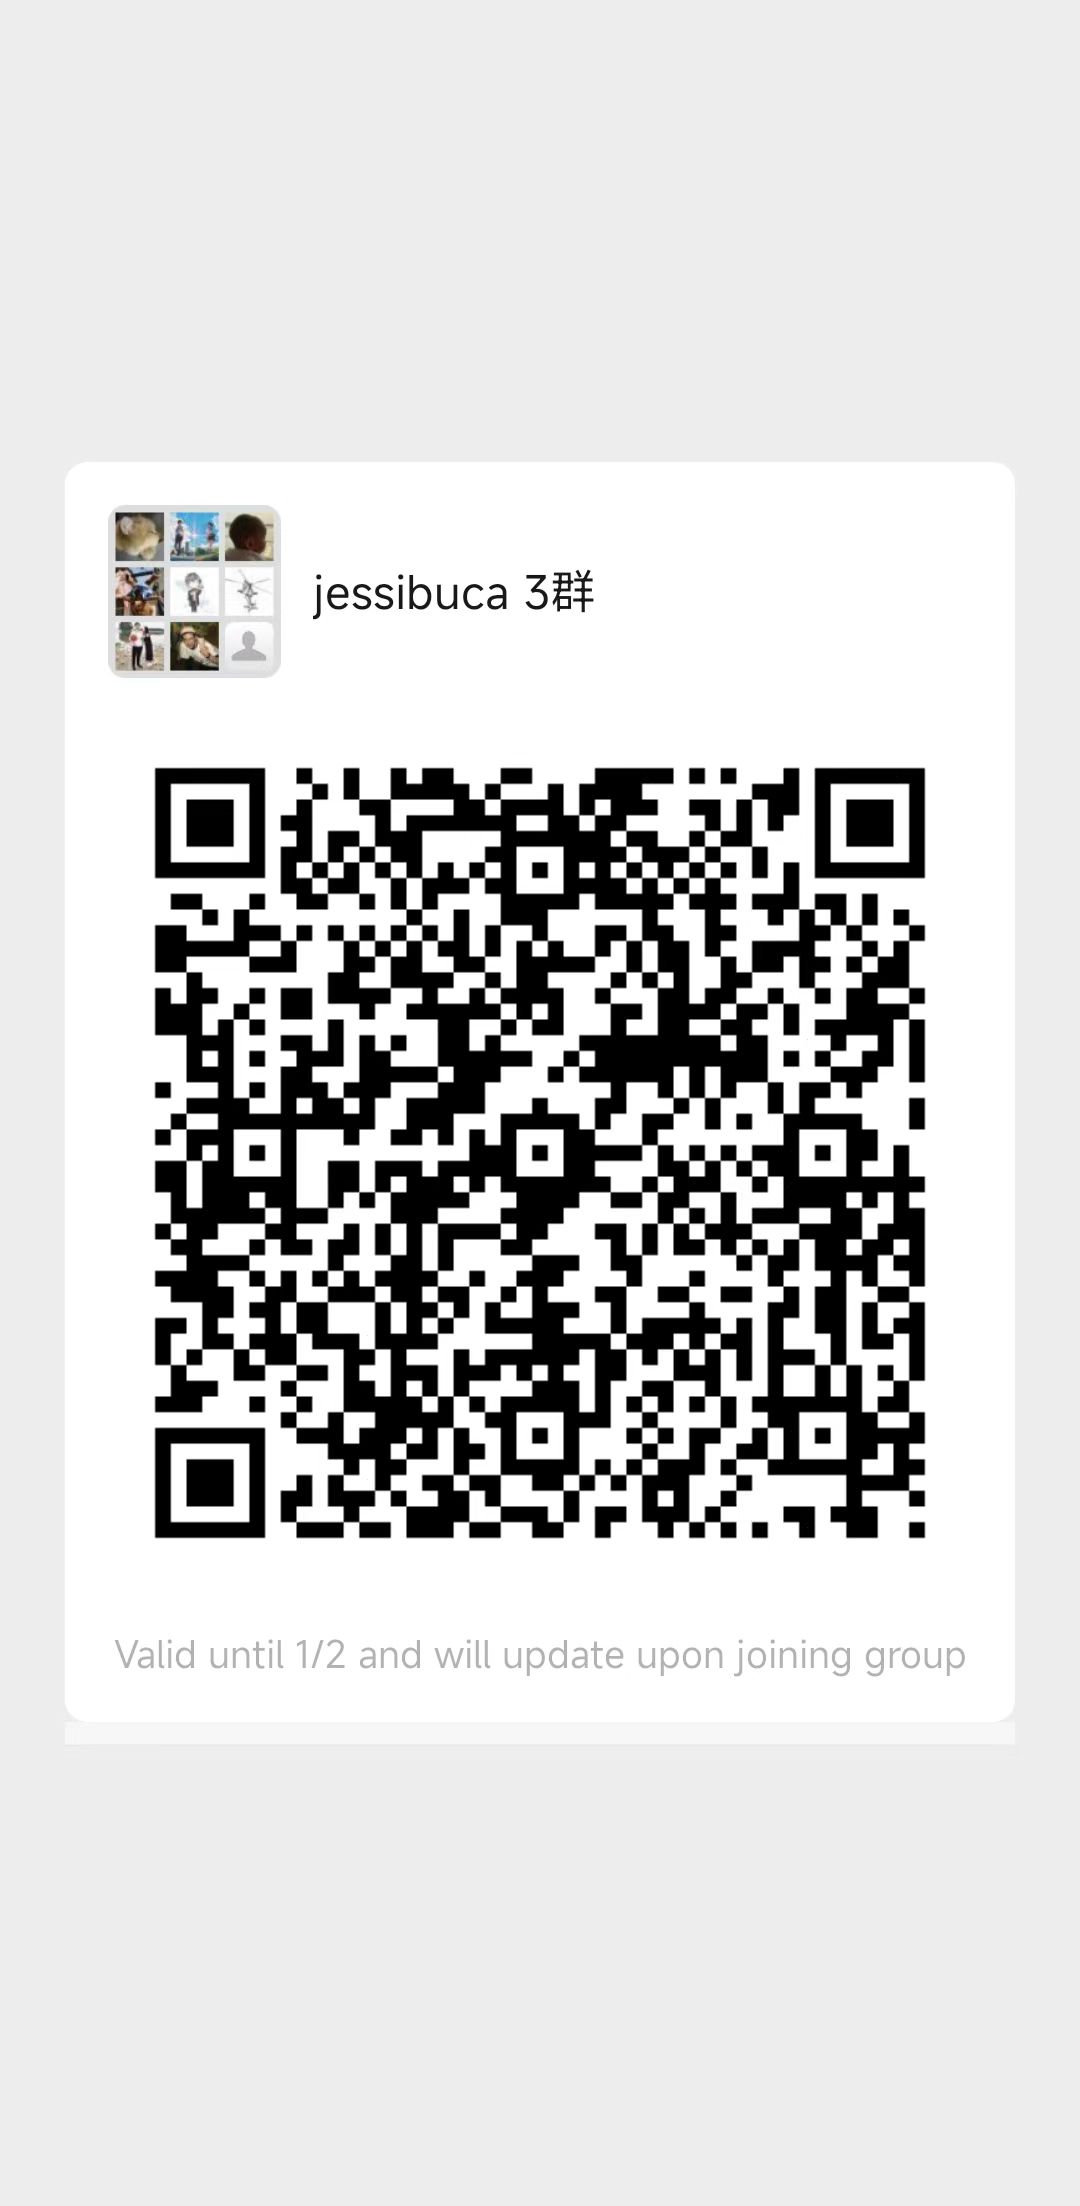 jessibuca 3群
Valid until 1/2 and will update upon joining group